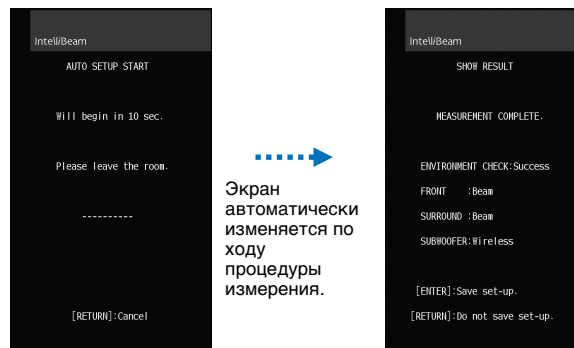 IntelliBeam
AUTO SETUP START
Will begin in 10 sec.
Please leave the room.
----------
[RETURN]:Cancel
Экран
автоматически
изменяется по
ходу
процедуры
измерения.
IntelliBeam
SHOW RESULT
MEASUREMENT COMPLETE.
ENVIRONMENT CHECK:Success
FRONT :Beam
SURROUND :Beam
SUBWOOFER:Wireless
[ENTER]:Save set-up.
[RETURN]:Do not save set-up.